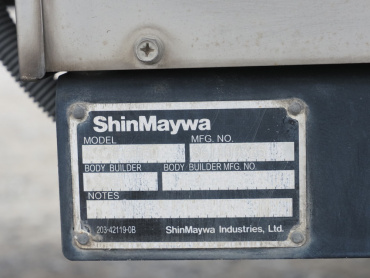 ShinMaywa
MODEL MFG. NO.
BODY BUILDER BODY BUILDER MFG. NO.
NOTES
203-42119-0B ShinMaywa Industries, Ltd.